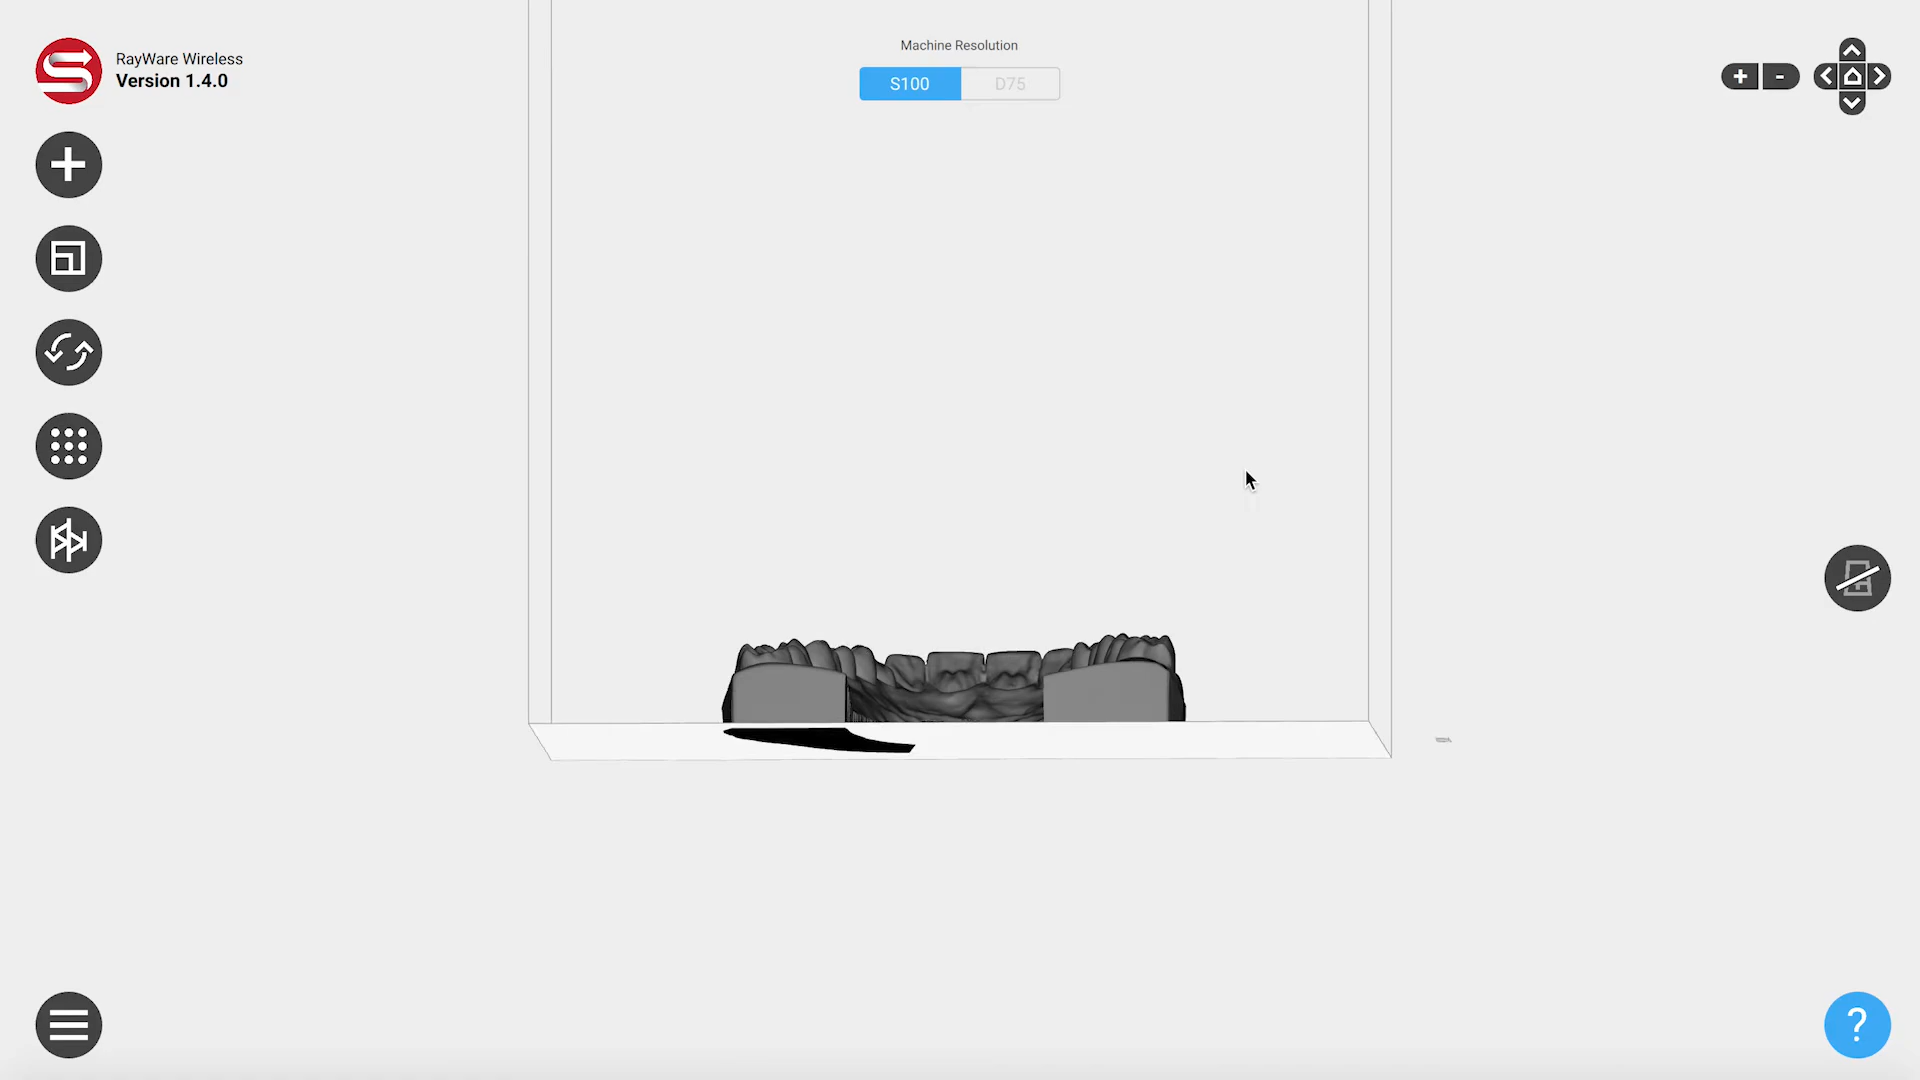 RayWare Wireless
Version 1.4.0
Machine Resolution
S100
D75